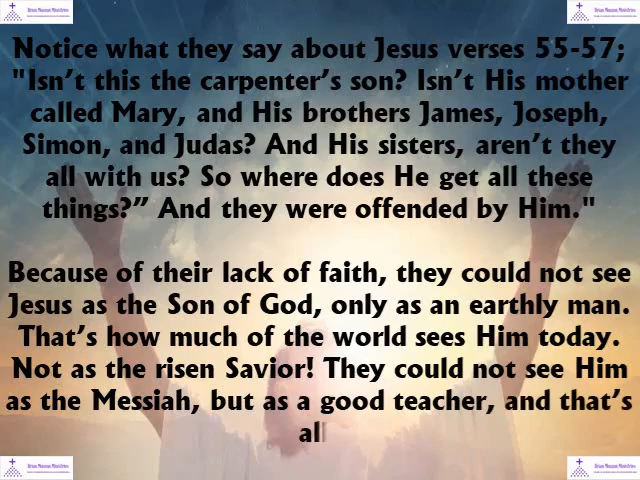 Notice what they say about Jesus verses 55-57;
"Isn’t this the carpenter’s son? Isn’t His mother
called Mary, and His brothers James, Joseph,
Simon, and Judas? And His sisters, aren’t they
all with us? So where does He get all these
things?” And they were offended by Him."
Because of their lack of faith, they could not see
Jesus as the Son of God, only as an earthly man.
That’s how much of the world sees Him today.
Not as the risen Savior! They could not see Him
as the Messiah, but as a good teacher, and that’s
all